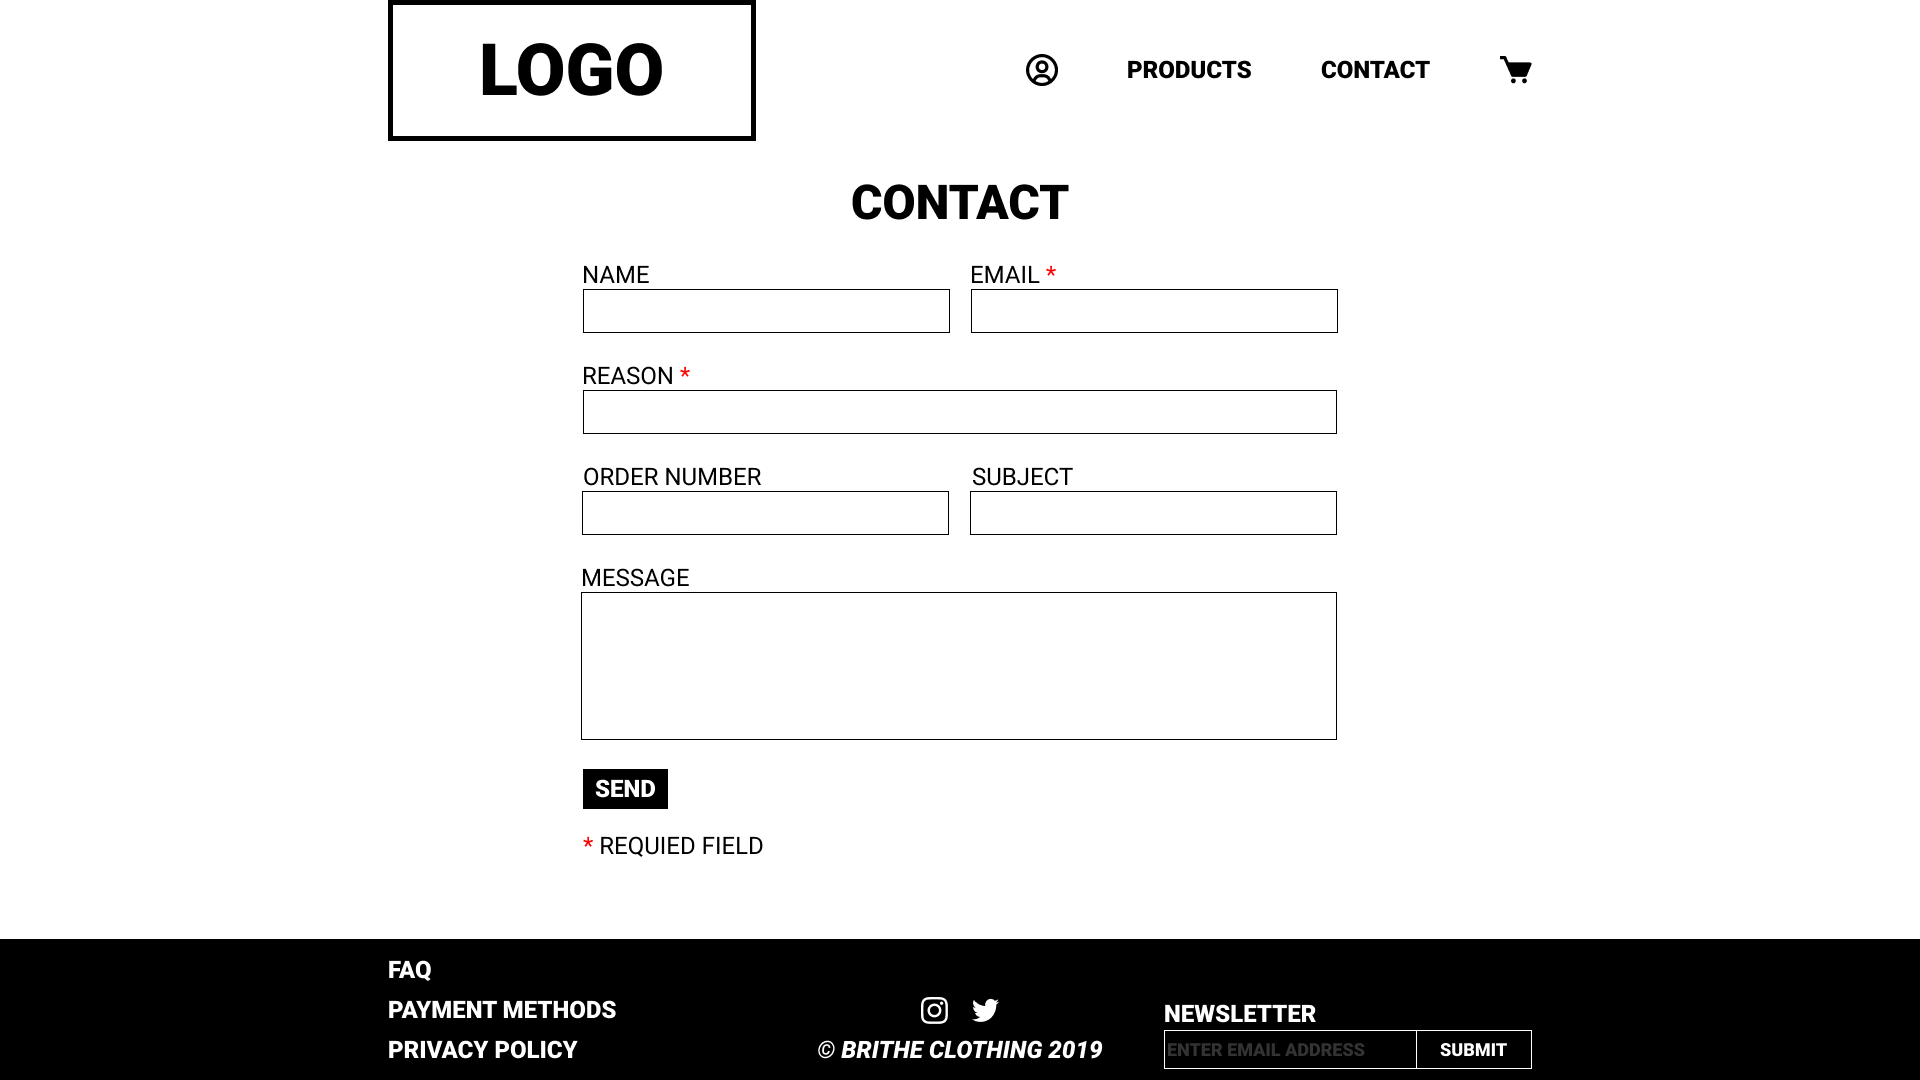 LOGO
PRODUCTS
CONTACT
CONTACT
NAME
EMAIL *
REASON *
ORDER NUMBER
SUBJECT
MESSAGE
SEND
* REQUIED FIELD
FAQ
PAYMENT METHODS
PRIVACY POLICY
© BRITHE CLOTHING 2019
NEWSLETTER
ENTER EMAIL ADDRESS
SUBMIT